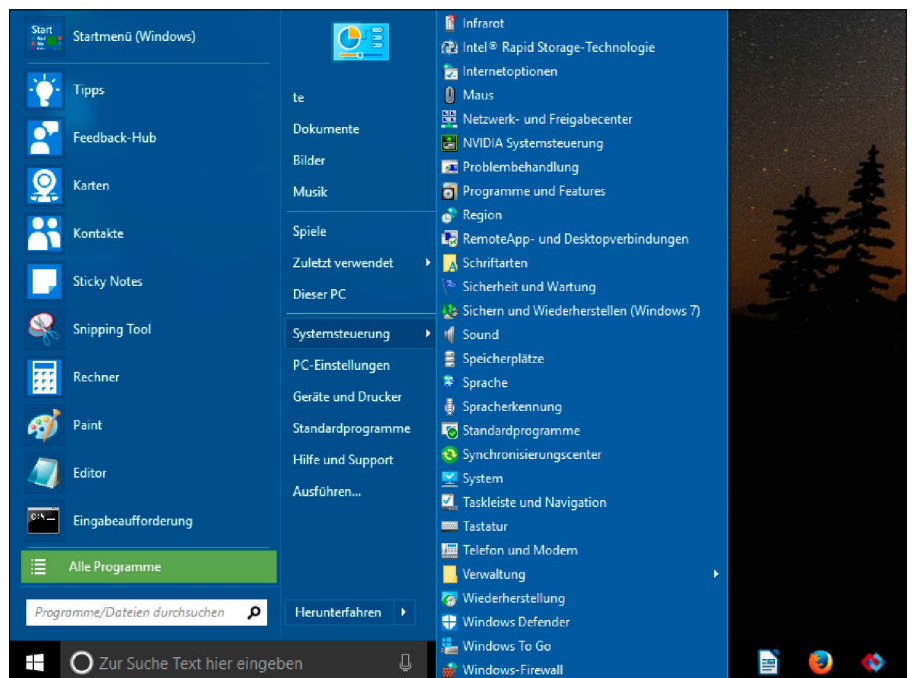 Start
Startmenü (Windows)
Tipps
Feedback-Hub
Karten
Kontakte
Sticky Notes
Snipping Tool
Rechner
Paint
Editor
Eingabeaufforderung
Alle Programme
Programme/Dateien durchsuchen
te
Dokumente
Bilder
Musik
Spiele
Zuletzt verwendet
Dieser PC
Systemsteuerung
PC-Einstellungen
Geräte und Drucker
Standardprogramme
Hilfe und Support
Ausführen...
Herunterfahren
Infrarot
Intel® Rapid Storage-Technologie
Internetoptionen
Maus
Netzwerk- und Freigabecenter
NVIDIA Systemsteuerung
Problembehandlung
Programme und Features
Region
RemoteApp- und Desktopverbindungen
Schriftarten
Sicherheit und Wartung
Sichern und Wiederherstellen (Windows 7)
Sound
Speicherplätze
Sprache
Spracherkennung
Standardprogramme
Synchronisierungscenter
System
Taskleiste und Navigation
Tastatur
Telefon und Modem
Verwaltung
Wiederherstellung
Windows Defender
Windows To Go
Windows-Firewall
Zur Suche Text hier eingeben